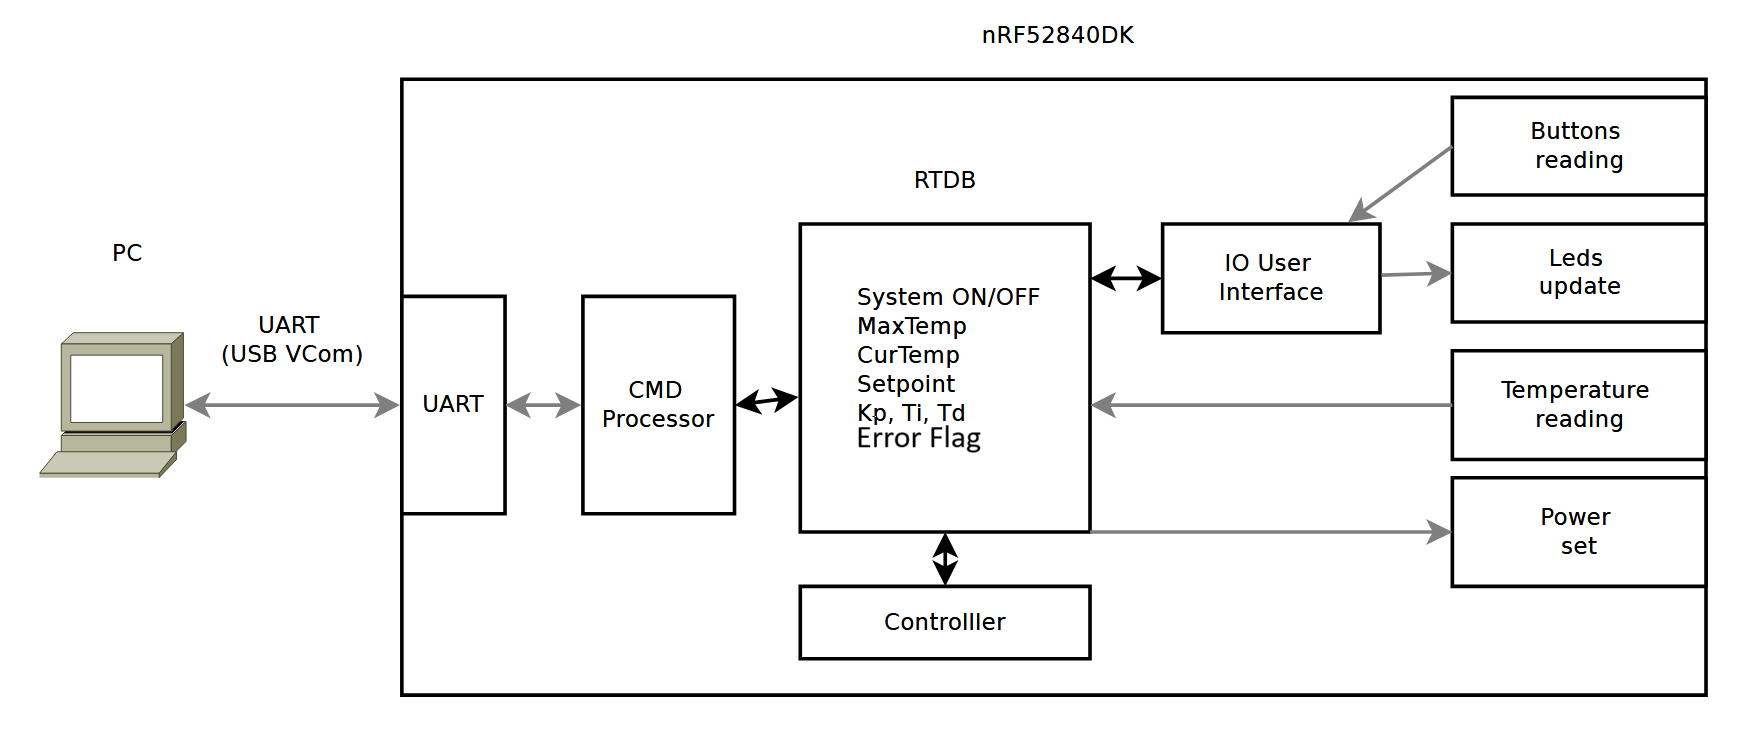 nRF52840DK
PC
UART
(USB VCom)
UART
CMD
Processor
RTDB
System ON/OFF
MaxTemp
CurTemp
Setpoint
Kp, Ti, Td
Error Flag
Controlller
IO User
Interface
Buttons
reading
Leds
update
Temperature
reading
Power
set